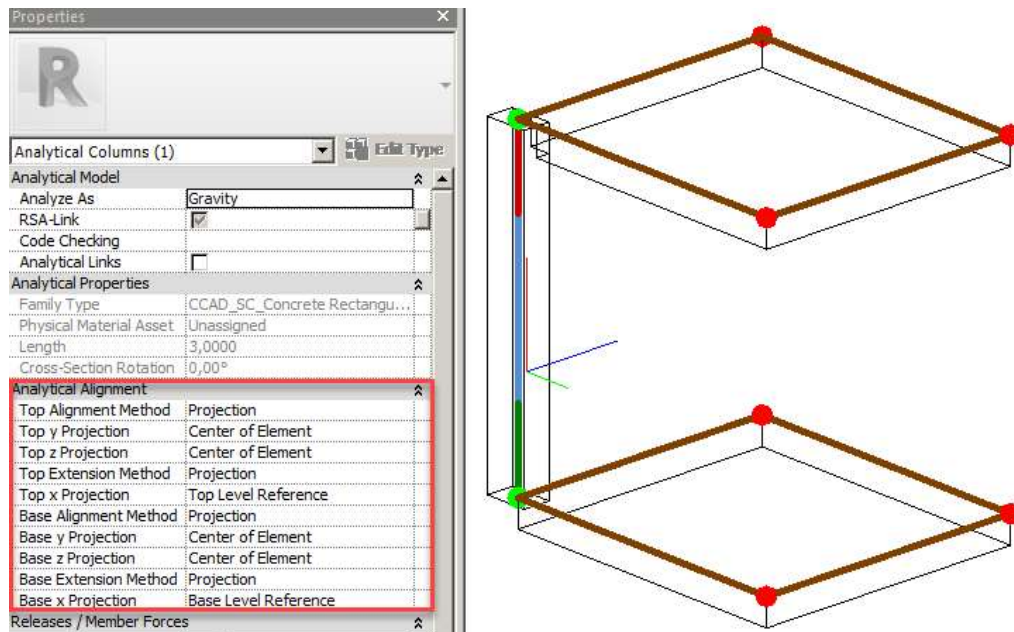 Properties
R
Analytical Columns (1)
Edit Type
Analytical Model
Analyze As Gravity
RSA-Link
Code Checking
Analytical Links
Analytical Properties
Family Type CCAD_SC_Concrete Rectangu...
Physical Material Asset Unassigned
Length 3,0000
Cross-Section Rotation 0,00°
Analytical Alignment
Top Alignment Method Projection
Top y Projection Center of Element
Top z Projection Center of Element
Top Extension Method Projection
Top x Projection Top Level Reference
Base Alignment Method Projection
Base y Projection Center of Element
Base z Projection Center of Element
Base Extension Method Projection
Base x Projection Base Level Reference
Releases / Member Forces